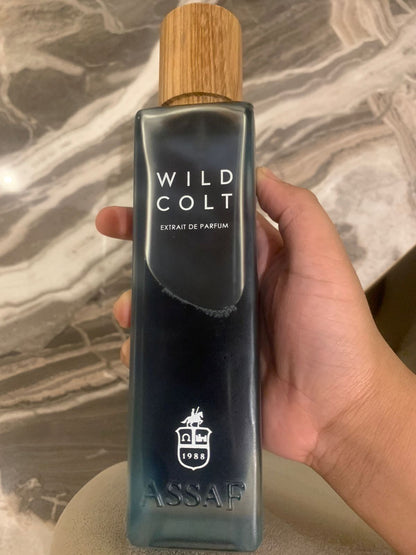 WILD
COLT
EXTRAIT DE PARFUM
1988
ASSAF